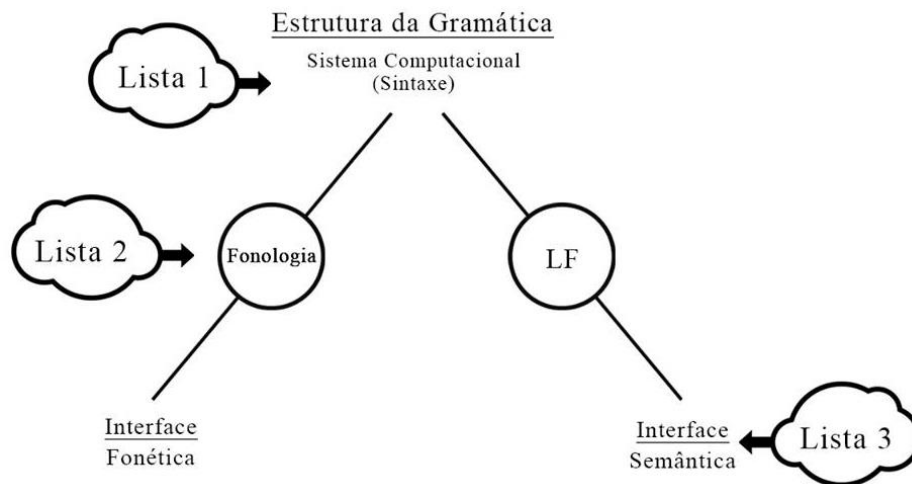 Estrutura da Gramática
Lista 1
Sistema Computacional
(Sintaxe)
Lista 2
Fonologia
LF
Interface
Fonética
Interface
Semântica
Lista 3